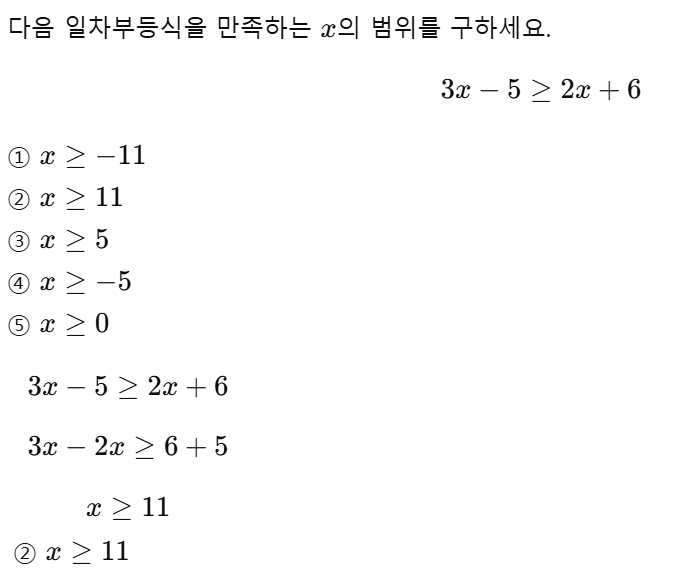 다음 일차부등식을 만족하는 x의 범위를 구하세요.
3x − 5 ≥ 2x + 6
① x ≥ −11
② x ≥ 11
③ x ≥ 5
④ x ≥ −5
⑤ x ≥ 0
3x − 5 ≥ 2x + 6
3x − 2x ≥ 6 + 5
x ≥ 11
② x ≥ 11